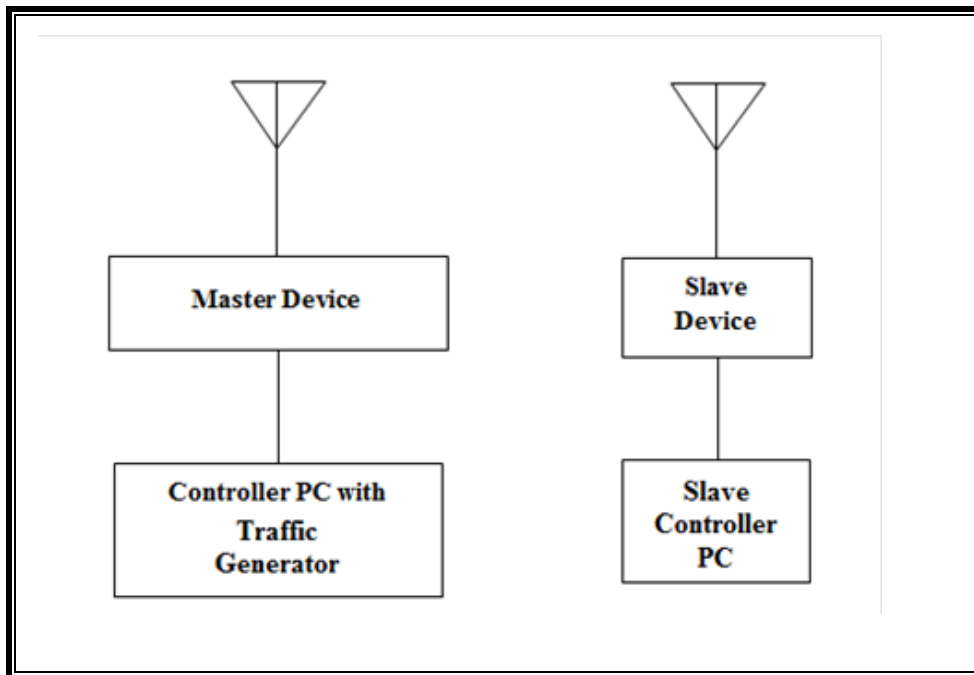 Master Device
Slave
Device
Controller PC with
Traffic
Generator
Slave
Controller
PC